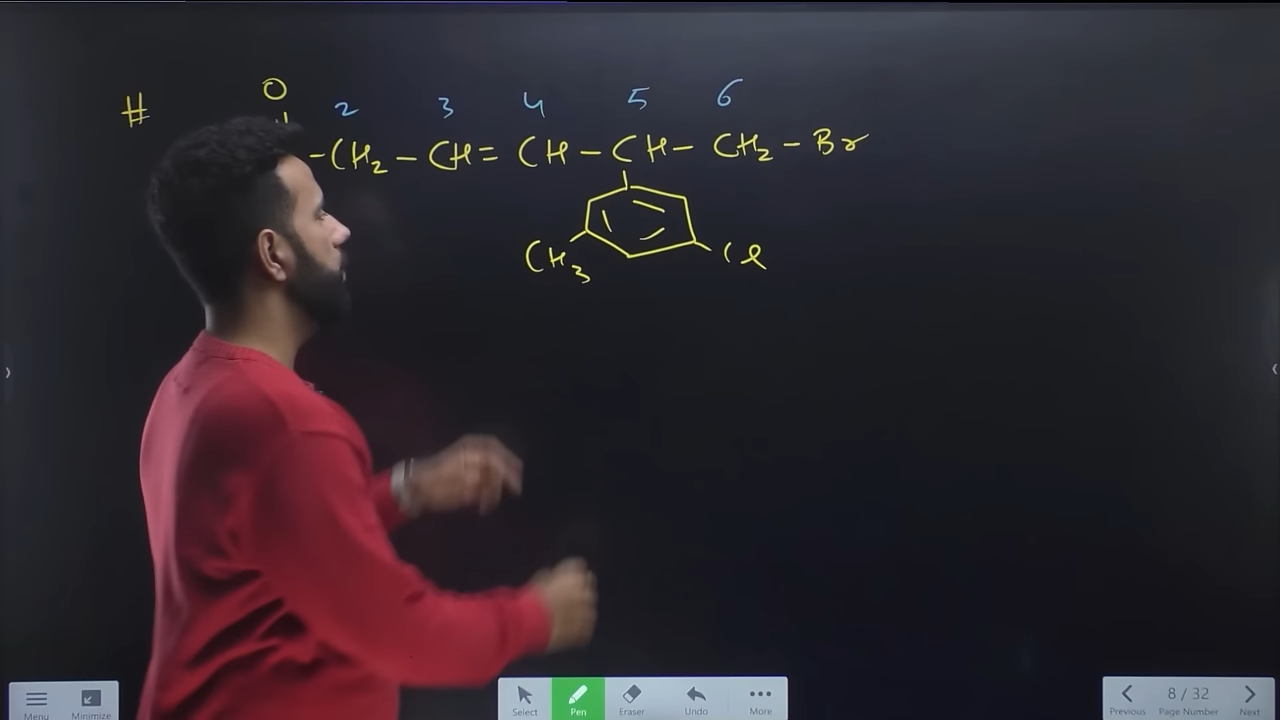 # O 2 3 4 5 6
-CH2-CH=CH-CH-CH2-Br
CH3 Cl
Select Pen Eraser Undo More
Menu Minimize
8 / 32
Previous Page Number Next